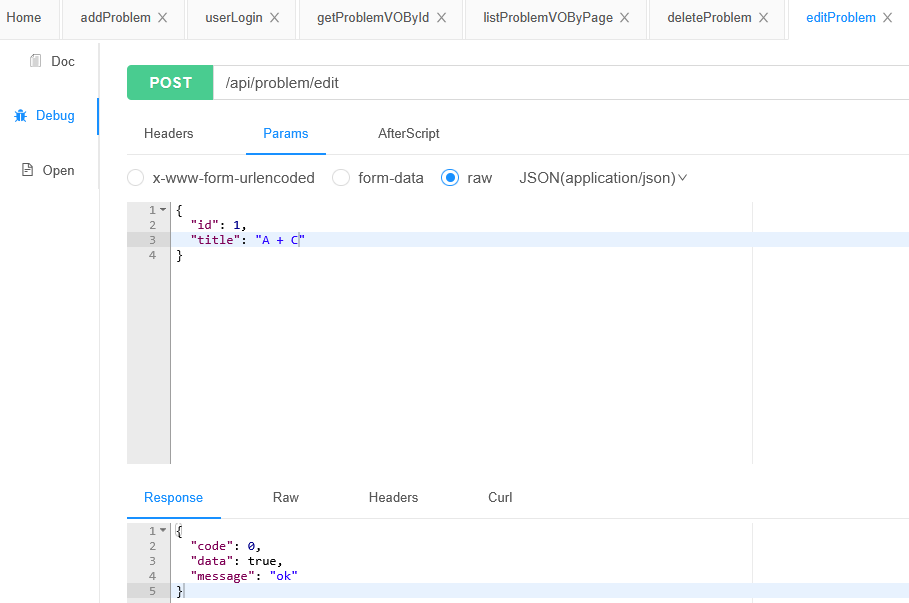 Home addProblem userLogin getProblemVOById listProblemVOByPage deleteProblem editProblem
Doc
Debug
Open
POST /api/problem/edit
Headers Params AfterScript
x-www-form-urlencoded form-data raw JSON(application/json)
1 {
2 "id": 1,
3 "title": "A + C"
4 }
Response Raw Headers Curl
1 {
2 "code": 0,
3 "data": true,
4 "message": "ok"
5 }